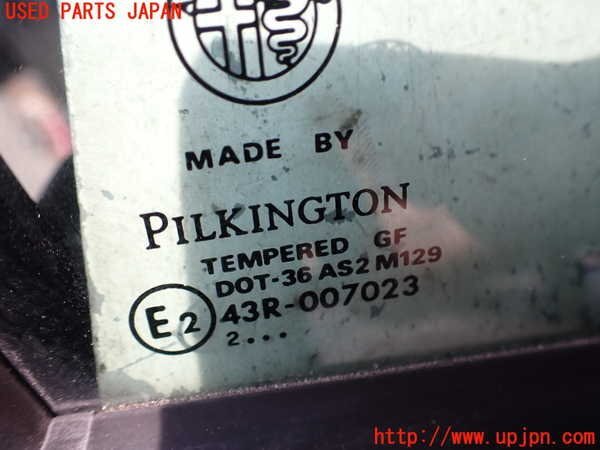 USED PARTS JAPAN
MADE BY
PILKINGTON
TEMPERED GF
DOT-36 AS2 M129
E2 43R-007023
2...
http://www.upjpn.com/